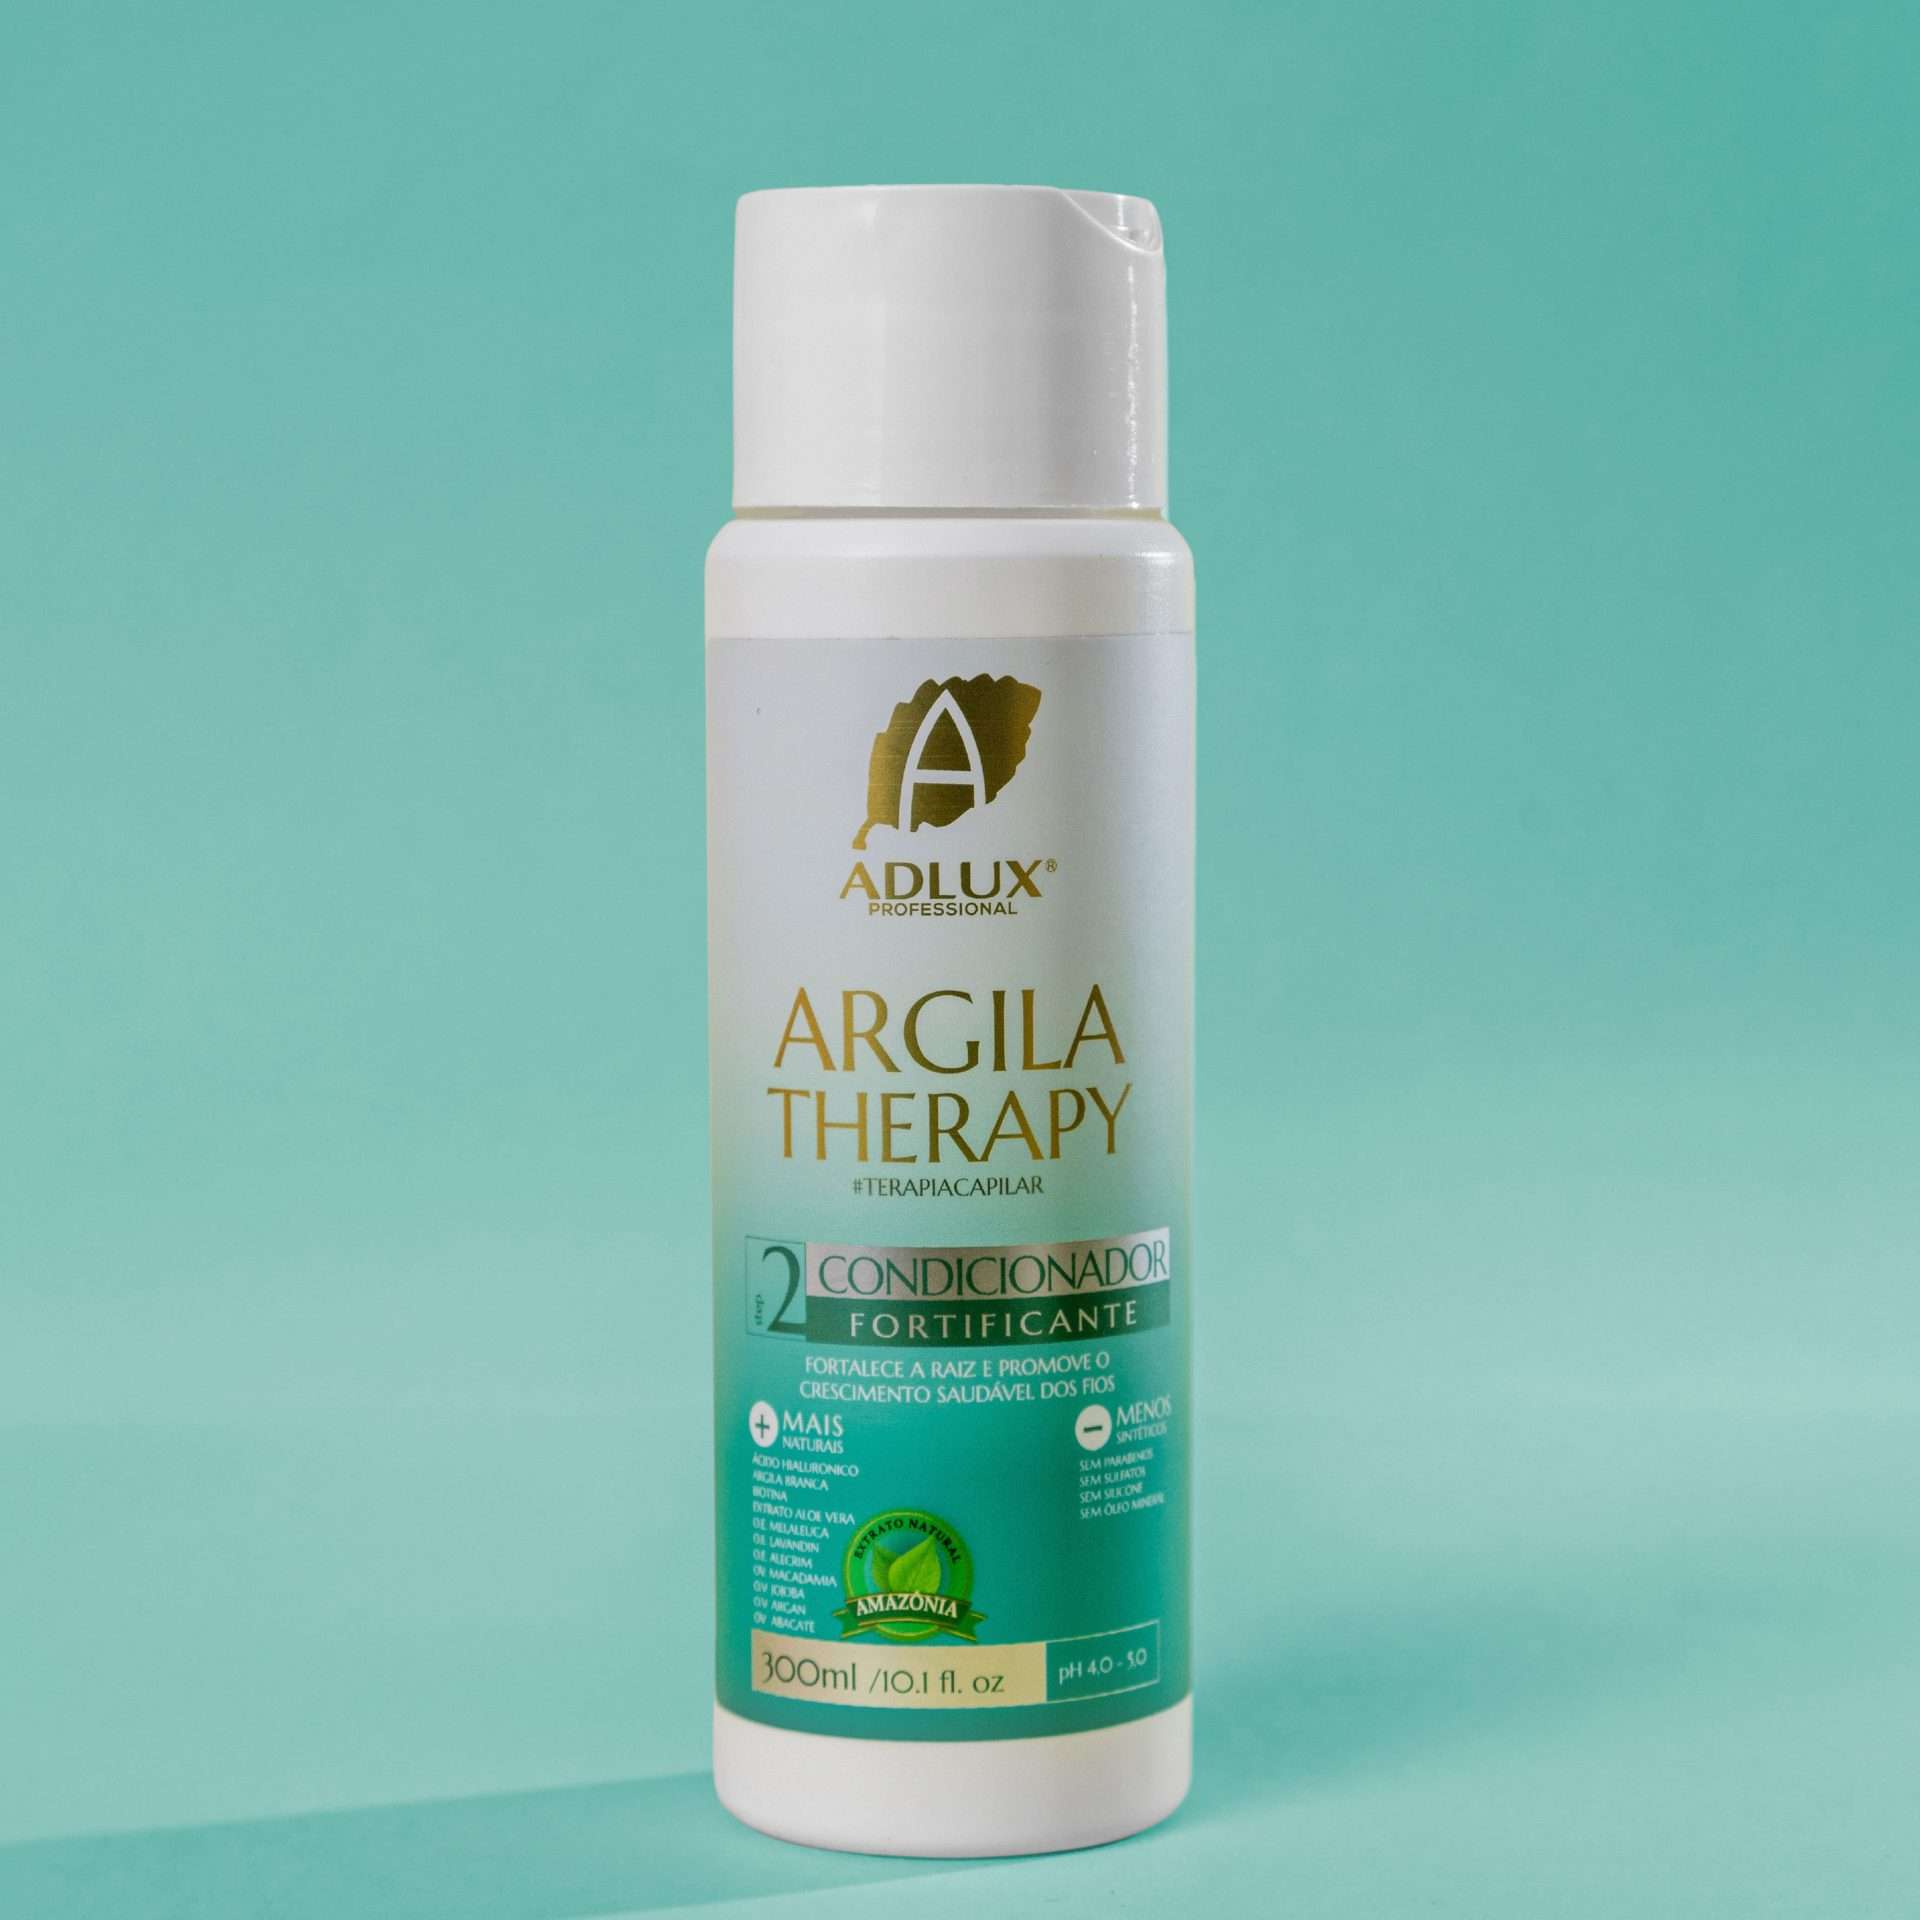 A
ADLUX®
PROFESSIONAL
ARGILA
THERAPY
#TERAPIACAPILAR
step 2
CONDICIONADOR
FORTIFICANTE
FORTALECE A RAIZ E PROMOVE O
CRESCIMENTO SAUDÁVEL DOS FIOS
+ MAIS
NATURAIS
ÁCIDO HIALURONICO
ARGILA BRANCA
BIOTINA
EXTRATO ALOE VERA
O.E. MELALEUCA
O.E. LAVANDIN
O.E. ALECRIM
O.V. MACADAMIA
O.V JOJOBA
O.V ARGAN
O.V. ABACATE
- MENOS
SINTÉTICOS
SEM PARABENOS
SEM SULFATOS
SEM SILICONE
SEM ÓLEO MINERAL
EXTRATO NATURAL
AMAZÔNIA
300ml /10.1 fl. oz
pH 4,0 - 5,0